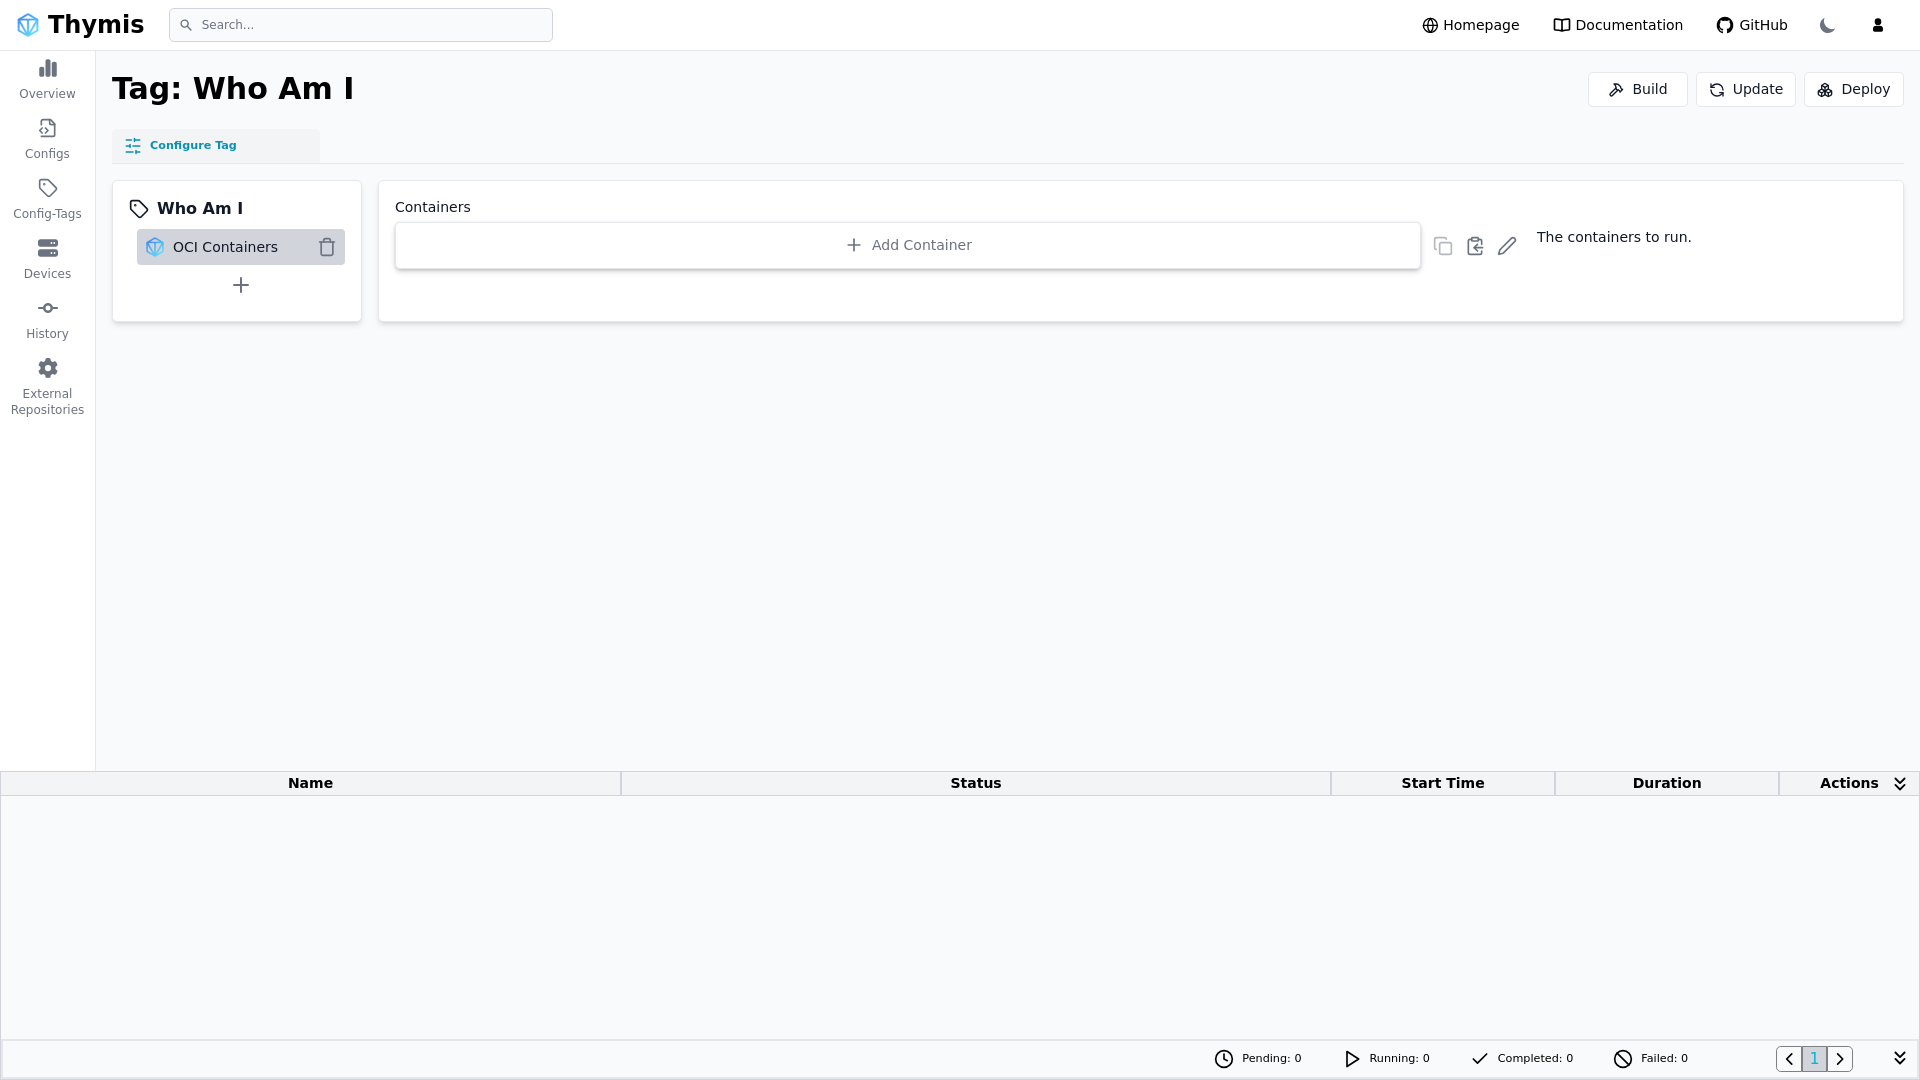 Thymis
Search...
Homepage
Documentation
GitHub
Overview
Configs
Config-Tags
Devices
History
External
Repositories
Tag: Who Am I
Build
Update
Deploy
Configure Tag
Who Am I
OCI Containers
Containers
Add Container
The containers to run.
Name
Status
Start Time
Duration
Actions
Pending: 0
Running: 0
Completed: 0
Failed: 0
1